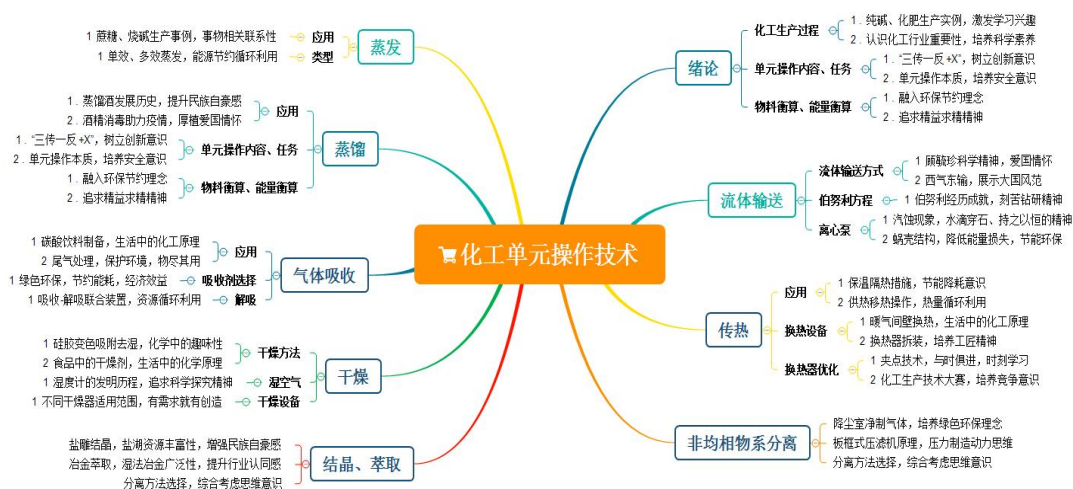 化工单元操作技术
绪论
化工生产过程
1．纯碱、化肥生产实例，激发学习兴趣
2．认识化工行业重要性，培养科学素养
单元操作内容、任务
1．“三传一反+X”，树立创新意识
2．单元操作本质，培养安全意识
物料衡算、能量衡算
1．融入环保节约理念
2．追求精益求精精神
流体输送
流体输送方式
1 顾毓珍科学精神，爱国情怀
2 西气东输，展示大国风范
伯努利方程
1 伯努利经历成就，刻苦钻研精神
离心泵
1 汽蚀现象，水滴穿石、持之以恒的精神
2 蜗壳结构，降低能量损失，节能环保
传热
应用
1 保温隔热措施，节能降耗意识
2 供热移热操作，热量循环利用
换热设备
1 暖气间壁换热，生活中的化工原理
2 换热器拆装，培养工匠精神
换热器优化
1 夹点技术，与时俱进，时刻学习
2 化工生产技术大赛，培养竞争意识
非均相物系分离
降尘室净制气体，培养绿色环保理念
板框式压滤机原理，压力制造动力思维
分离方法选择，综合考虑思维意识
蒸发
应用
1 蔗糖、烧碱生产事例，事物相关联系性
类型
1 单效、多效蒸发，能源节约循环利用
蒸馏
应用
1．蒸馏酒发展历史，提升民族自豪感
2．酒精消毒助力疫情，厚植爱国情怀
单元操作内容、任务
1．“三传一反+X”，树立创新意识
2．单元操作本质，培养安全意识
物料衡算、能量衡算
1．融入环保节约理念
2．追求精益求精精神
气体吸收
应用
1 碳酸饮料制备，生活中的化工原理
2 尾气处理，保护环境，物尽其用
吸收剂选择
1 绿色环保，节约能耗，经济效益
解吸
1 吸收-解吸联合装置，资源循环利用
干燥
干燥方法
1 硅胶变色吸附去湿，化学中的趣味性
2 食品中的干燥剂，生活中的化学原理
湿空气
1 湿度计的发明历程，追求科学探究精神
干燥设备
1 不同干燥器适用范围，有需求就有创造
结晶、萃取
盐雕结晶，盐湖资源丰富性，增强民族自豪感
冶金萃取，湿法冶金广泛性，提升行业认同感
分离方法选择，综合考虑思维意识